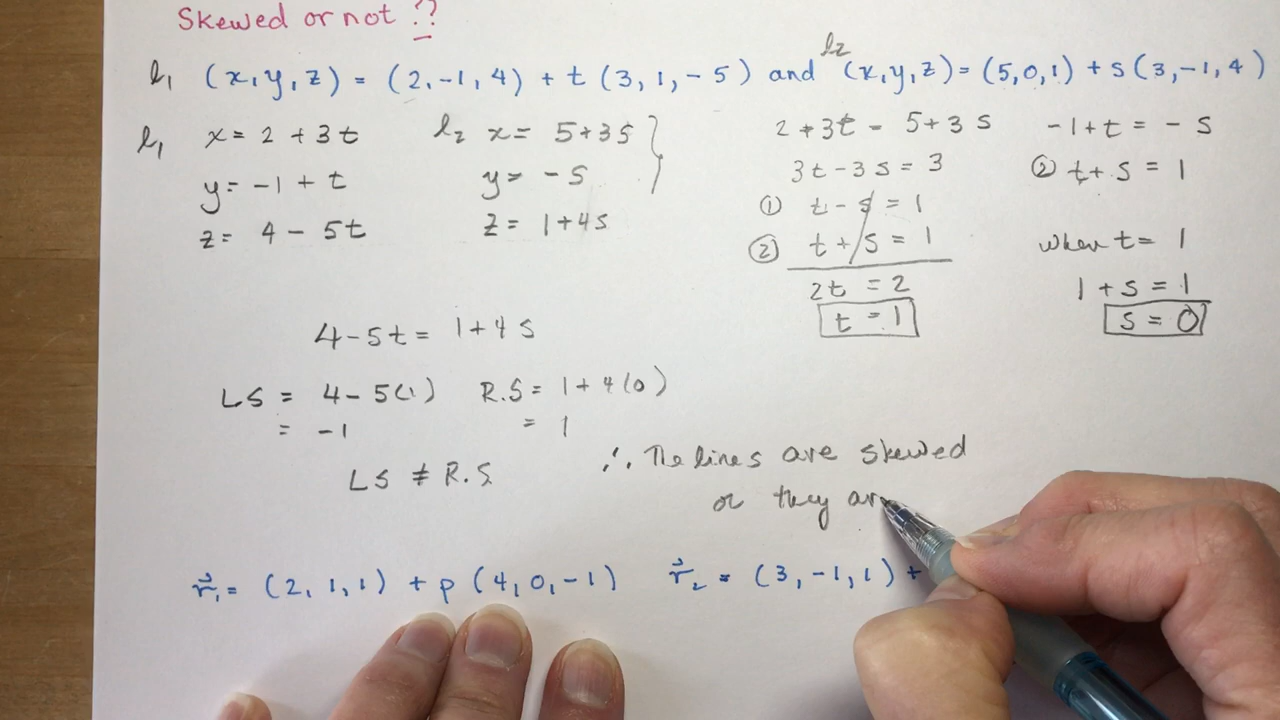 Skewed or not ??
l₁ (x,y,z) = (2,-1,4) + t (3,1,-5) and l₂ (x,y,z) = (5,0,1) + s(3,-1,4)
l₁ x = 2 + 3t
y = -1 + t
z = 4 - 5t
l₂ x = 5+3s }
y = -s
z = 1+4s
2 + 3t = 5+3s
3t - 3s = 3
① t - s = 1
② t + s = 1
2t = 2
t = 1
-1+t = -s
② t+s = 1
when t = 1
1 + s = 1
s = 0
4-5t = 1+4s
LS = 4-5(1)
= -1
R.S = 1+4(0)
= 1
LS ≠ R.S.
∴ The lines are skewed
or they ar
r⃗₁ = (2,1,1) + p (4,0,-1) r⃗₂ = (3,-1,1) +